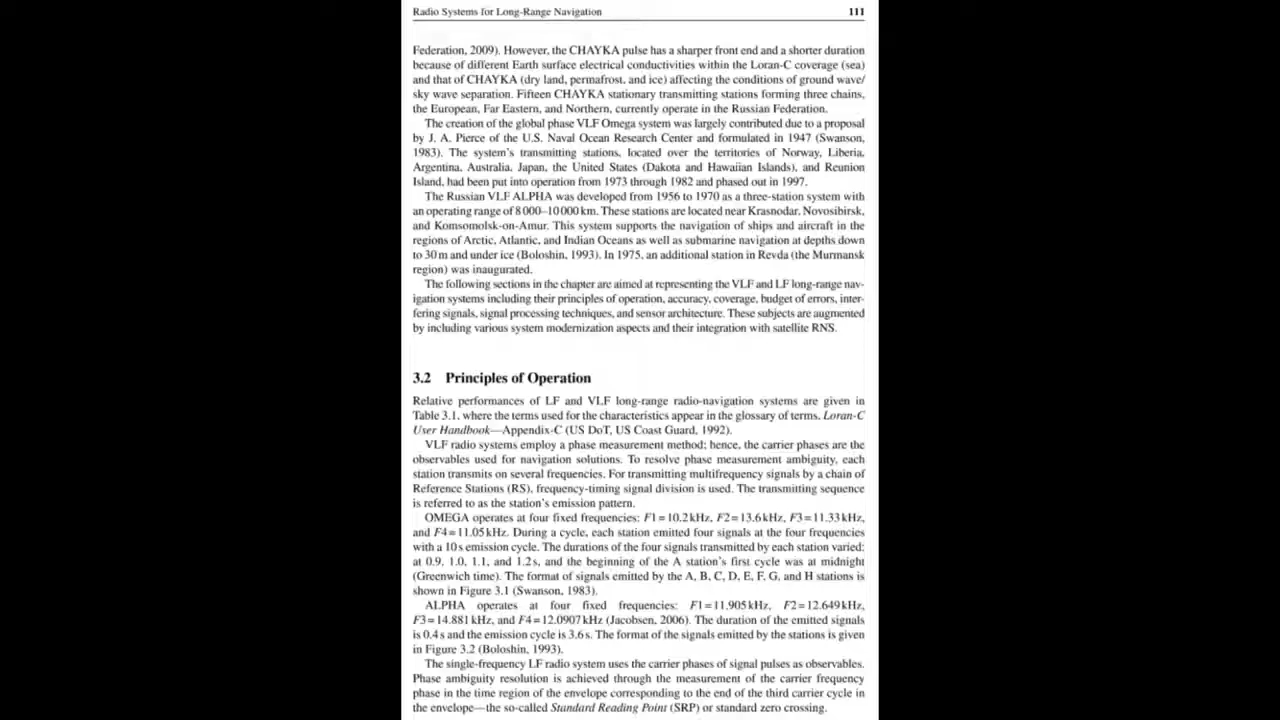 Radio Systems for Long-Range Navigation 111
Federation, 2009). However, the CHAYKA pulse has a sharper front end and a shorter duration
because of different Earth surface electrical conductivities within the Loran-C coverage (sea)
and that of CHAYKA (dry land, permafrost, and ice) affecting the conditions of ground wave/
sky wave separation. Fifteen CHAYKA stationary transmitting stations forming three chains,
the European, Far Eastern, and Northern, currently operate in the Russian Federation.
The creation of the global phase VLF Omega system was largely contributed due to a proposal
by J. A. Pierce of the U.S. Naval Ocean Research Center and formulated in 1947 (Swanson,
1983). The system's transmitting stations, located over the territories of Norway, Liberia,
Argentina, Australia, Japan, the United States (Dakota and Hawaiian Islands), and Reunion
Island, had been put into operation from 1973 through 1982 and phased out in 1997.
The Russian VLF ALPHA was developed from 1956 to 1970 as a three-station system with
an operating range of 8 000–10 000 km. These stations are located near Krasnodar, Novosibirsk,
and Komsomolsk-on-Amur. This system supports the navigation of ships and aircraft in the
regions of Arctic, Atlantic, and Indian Oceans as well as submarine navigation at depths down
to 30 m and under ice (Boloshin, 1993). In 1975, an additional station in Revda (the Murmansk
region) was inaugurated.
The following sections in the chapter are aimed at representing the VLF and LF long-range nav-
igation systems including their principles of operation, accuracy, coverage, budget of errors, inter-
fering signals, signal processing techniques, and sensor architecture. These subjects are augmented
by including various system modernization aspects and their integration with satellite RNS.
3.2 Principles of Operation
Relative performances of LF and VLF long-range radio-navigation systems are given in
Table 3.1, where the terms used for the characteristics appear in the glossary of terms, Loran-C
User Handbook—Appendix-C (US DoT, US Coast Guard, 1992).
VLF radio systems employ a phase measurement method; hence, the carrier phases are the
observables used for navigation solutions. To resolve phase measurement ambiguity, each
station transmits on several frequencies. For transmitting multifrequency signals by a chain of
Reference Stations (RS), frequency-timing signal division is used. The transmitting sequence
is referred to as the station's emission pattern.
OMEGA operates at four fixed frequencies: F1 = 10.2 kHz, F2 = 13.6 kHz, F3 = 11.33 kHz,
and F4 = 11.05 kHz. During a cycle, each station emitted four signals at the four frequencies
with a 10 s emission cycle. The durations of the four signals transmitted by each station varied:
at 0.9, 1.0, 1.1, and 1.2 s, and the beginning of the A station's first cycle was at midnight
(Greenwich time). The format of signals emitted by the A, B, C, D, E, F, G, and H stations is
shown in Figure 3.1 (Swanson, 1983).
ALPHA operates at four fixed frequencies: F1 = 11.905 kHz, F2 = 12.649 kHz,
F3 = 14.881 kHz, and F4 = 12.0907 kHz (Jacobsen, 2006). The duration of the emitted signals
is 0.4 s and the emission cycle is 3.6 s. The format of the signals emitted by the stations is given
in Figure 3.2 (Boloshin, 1993).
The single-frequency LF radio system uses the carrier phases of signal pulses as observables.
Phase ambiguity resolution is achieved through the measurement of the carrier frequency
phase in the time region of the envelope corresponding to the end of the third carrier cycle in
the envelope—the so-called Standard Reading Point (SRP) or standard zero crossing.